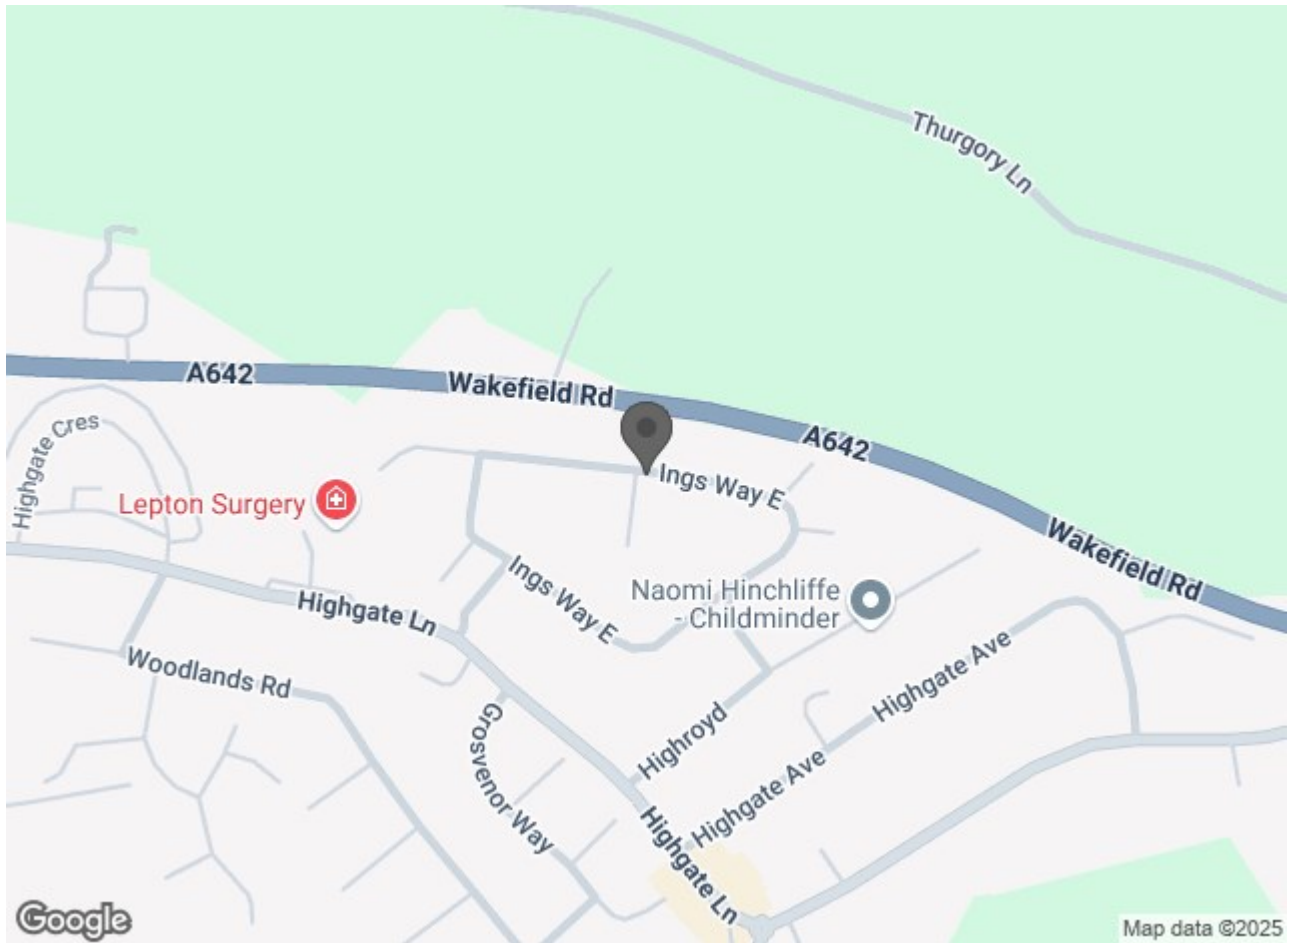 Thurgory Ln
A642
Wakefield Rd
A642
Highgate Cres
Ings Way E
Lepton Surgery
Wakefield Rd
Ings Way E
Naomi Hinchliffe
- Childminder
Highgate Ln
Woodlands Rd
Highgate Ave
Grosvenor Way
Highroyd
Highgate Ave
Highgate Ln
Google
Map data ©2025